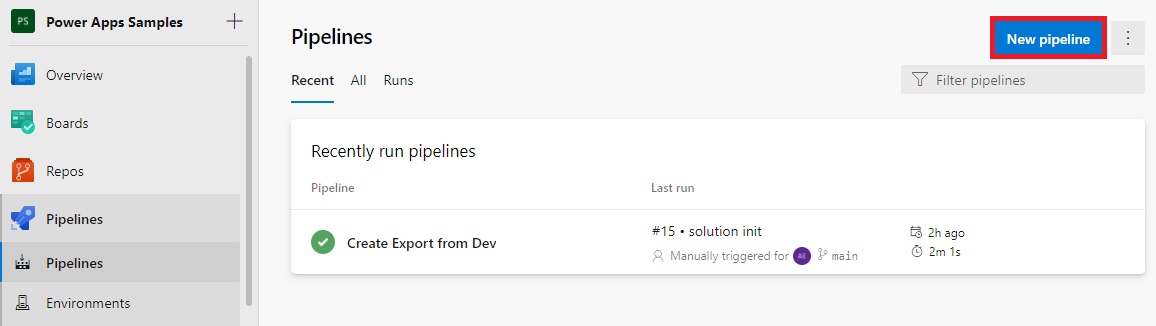 PS Power Apps Samples
Overview
Boards
Repos
Pipelines
Pipelines
Environments
Pipelines
New pipeline
Recent All Runs
Filter pipelines
Recently run pipelines
Pipeline Last run
Create Export from Dev
#15 • solution init
Manually triggered for AE main
2h ago
2m 1s